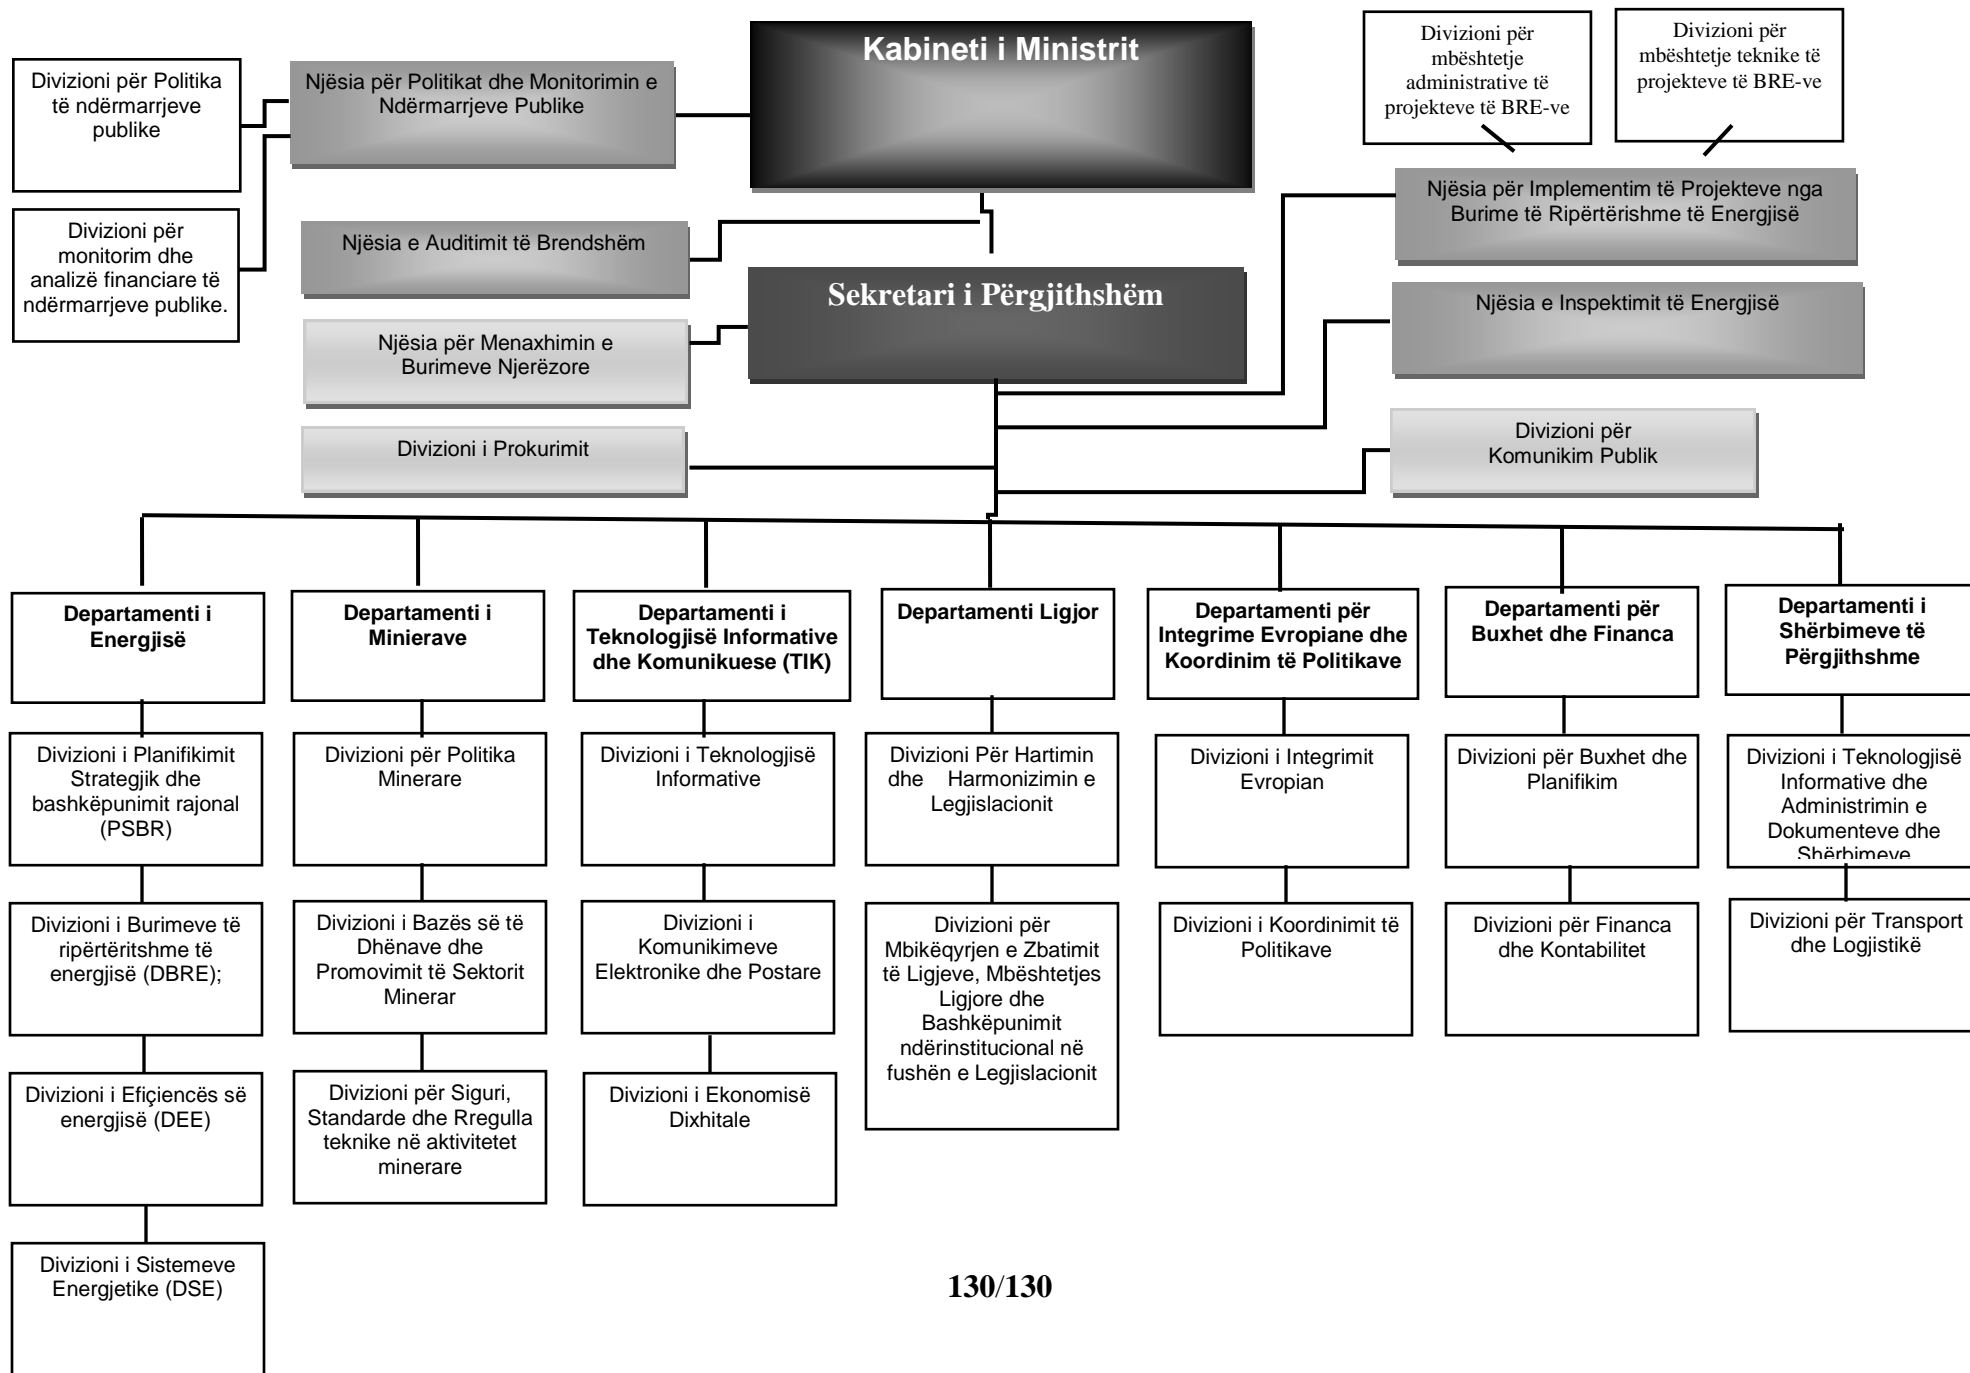 Kabineti i Ministrit
Divizioni për
mbështetje
administrative të
projekteve të BRE-ve
Divizioni për
mbështetje teknike të
projekteve të BRE-ve
Divizioni për Politika
të ndërmarrjeve
publike
Njësia për Politikat dhe Monitorimin e
Ndërmarrjeve Publike
Njësia për Implementim të Projekteve nga
Burime të Ripërtërishme të Energjisë
Divizioni për
monitorim dhe
analizë financiare të
ndërmarrjeve publike.
Njësia e Auditimit të Brendshëm
Sekretari i Përgjithshëm
Njësia e Inspektimit të Energjisë
Njësia për Menaxhimin e
Burimeve Njerëzore
Divizioni i Prokurimit
Divizioni për
Komunikim Publik
Departamenti i
Energjisë
Departamenti i
Minierave
Departamenti i
Teknologjisë Informative
dhe Komunikuese (TIK)
Departamenti Ligjor
Departamenti për
Integrime Evropiane dhe
Koordinim të Politikave
Departamenti për
Buxhet dhe Financa
Departamenti i
Shërbimeve të
Përgjithshme
Divizioni i Planifikimit
Strategjik dhe
bashkëpunimit rajonal
(PSBR)
Divizioni për Politika
Minerare
Divizioni i Teknologjisë
Informative
Divizioni Për Hartimin
dhe Harmonizimin e
Legjislacionit
Divizioni i Integrimit
Evropian
Divizioni për Buxhet dhe
Planifikim
Divizioni i Teknologjisë
Informative dhe
Administrimin e
Dokumenteve dhe
Shërbimeve
Divizioni i Burimeve të
ripërtëritshme të
energjisë (DBRE);
Divizioni i Bazës së të
Dhënave dhe
Promovimit të Sektorit
Minerar
Divizioni i
Komunikimeve
Elektronike dhe Postare
Divizioni për
Mbikëqyrjen e Zbatimit
të Ligjeve, Mbështetjes
Ligjore dhe
Bashkëpunimit
ndërinstitucional në
fushën e Legjislacionit
Divizioni i Koordinimit të
Politikave
Divizioni për Financa
dhe Kontabilitet
Divizioni për Transport
dhe Logjistikë
Divizioni i Efiçiencës së
energjisë (DEE)
Divizioni për Siguri,
Standarde dhe Rregulla
teknike në aktivitetet
minerare
Divizioni i Ekonomisë
Dixhitale
Divizioni i Sistemeve
Energjetike (DSE)
130/130